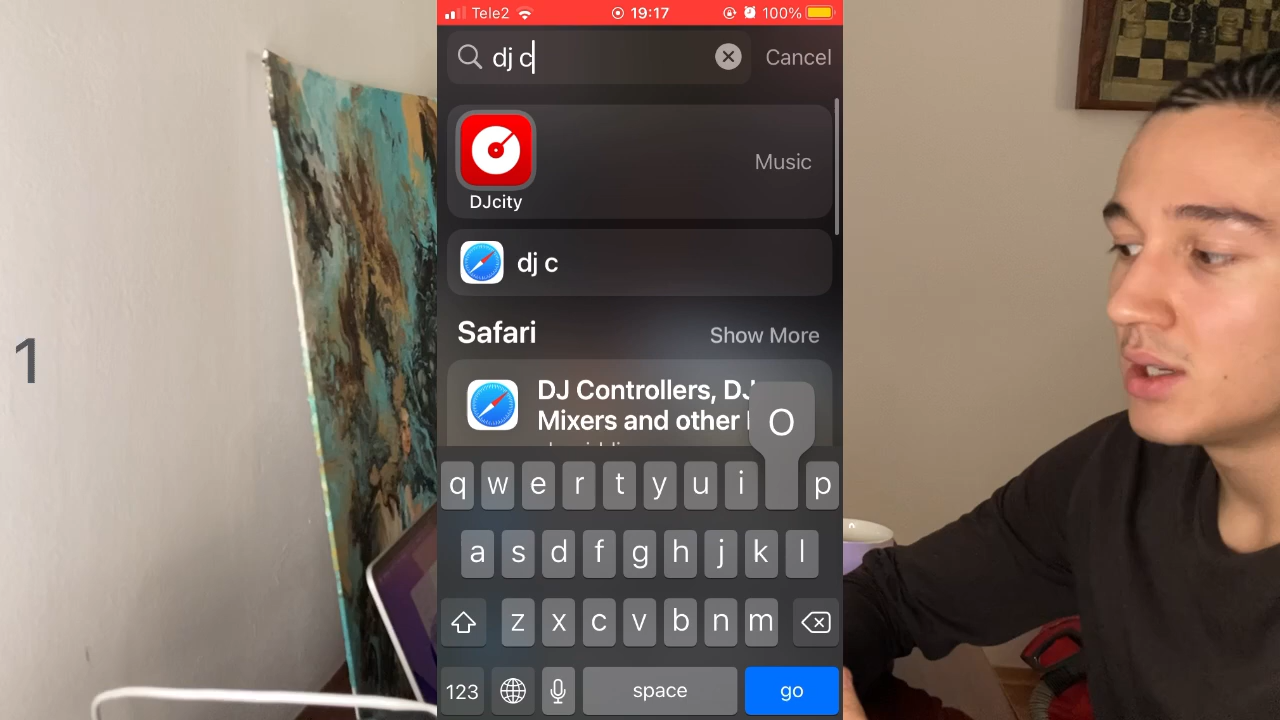 Tele2
19:17
100%
dj c
Cancel
DJcity
Music
dj c
Safari
Show More
DJ Controllers, DJ
Mixers and other
O
q w e r t y u i p
a s d f g h j k l
z x c v b n m
123
space
go
1